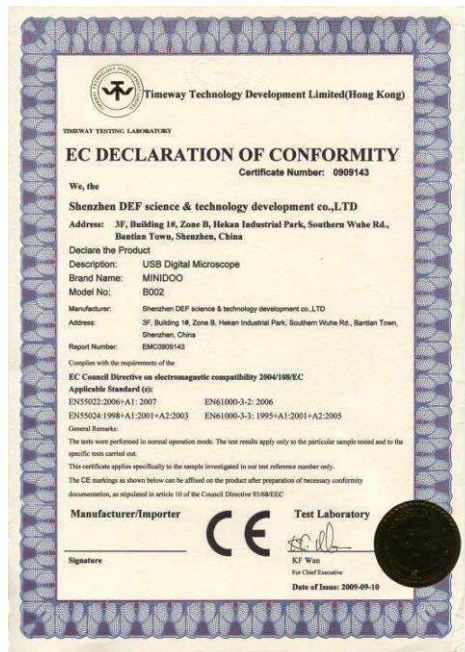 Timeway Technology Development Limited(Hong Kong)
TIMEWAY TESTING LABORATORY
EC DECLARATION OF CONFORMITY
Certificate Number: 0909143
We, the
Shenzhen DEF science & technology development co.,LTD
Address: 3F, Building 1#, Zone B, Hekan Industrial Park, Southern Wuhe Rd.,
Bantian Town, Shenzhen, China
Declare the Product
Description: USB Digital Microscope
Brand Name: MINIDOO
Model No: B002
Manufacturer: Shenzhen DEF science & technology development co.,LTD
Address: 3F, Building 1#, Zone B, Hekan Industrial Park, Southern Wuhe Rd., Bantian Town,
Shenzhen, China
Report Number: EMC0909143
Complies with the requirements of the
EC Council Directive on electromagnetic compatibility 2004/108/EC
Applicable Standard (s):
EN55022:2006+A1: 2007 EN61000-3-2: 2006
EN55024:1998+A1:2001+A2:2003 EN61000-3-3: 1995+A1:2001+A2:2005
General Remarks:
The tests were performed in normal operation mode. The test results apply only to the particular sample tested and to the
specific tests carried out.
This certificate applies specifically to the sample investigated in our test reference number only.
The CE markings as shown below can be affixed on the product after preparation of necessary conformity
documentation, as stipulated in article 10 of the Council Directive 93/68/EEC
Manufacturer/Importer CE Test Laboratory
Signature KF Wan
For Chief Executive
Date of Issue: 2009-09-10